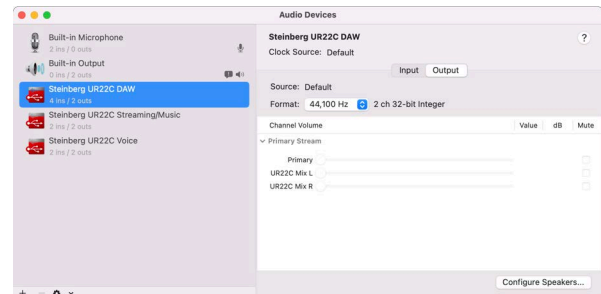 Audio Devices
Built-in Microphone
2 ins / 0 outs
Built-in Output
0 ins / 2 outs
Steinberg UR22C DAW
4 ins / 2 outs
Steinberg UR22C Streaming/Music
2 ins / 2 outs
Steinberg UR22C Voice
2 ins / 2 outs
Steinberg UR22C DAW
?
Clock Source: Default
Input Output
Source: Default
Format: 44,100 Hz 2 ch 32-bit Integer
Channel Volume Value dB Mute
Primary Stream
Primary
UR22C Mix L
UR22C Mix R
Configure Speakers...